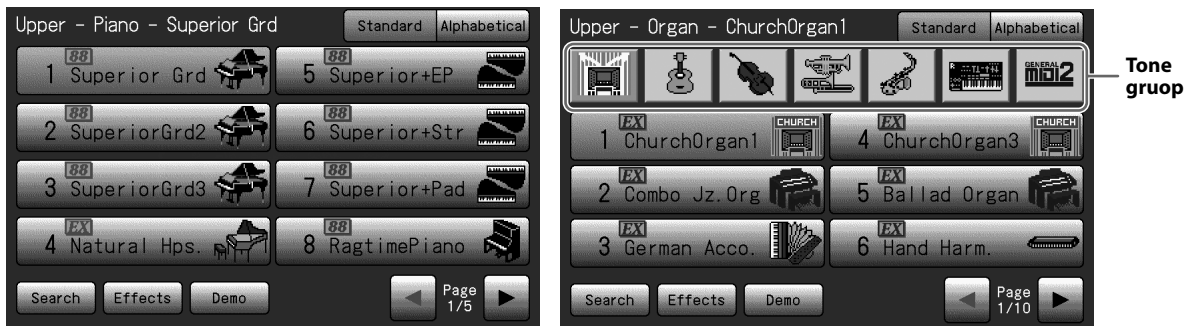 Upper - Piano - Superior Grd
Standard Alphabetical
88
1 Superior Grd
88
5 Superior+EP
88
2 SuperiorGrd2
88
6 Superior+Str
88
3 SuperiorGrd3
88
7 Superior+Pad
EX
4 Natural Hps.
88
8 RagtimePiano
Search Effects Demo
Page
1/5
Upper - Organ - ChurchOrgan1
Standard Alphabetical
GENERAL
MIDI2
Tone
gruop
EX
1 ChurchOrgan1
CHURCH
EX
4 ChurchOrgan3
CHURCH
EX
2 Combo Jz.Org
EX
5 Ballad Organ
EX
3 German Acco.
EX
6 Hand Harm.
Search Effects Demo
Page
1/10